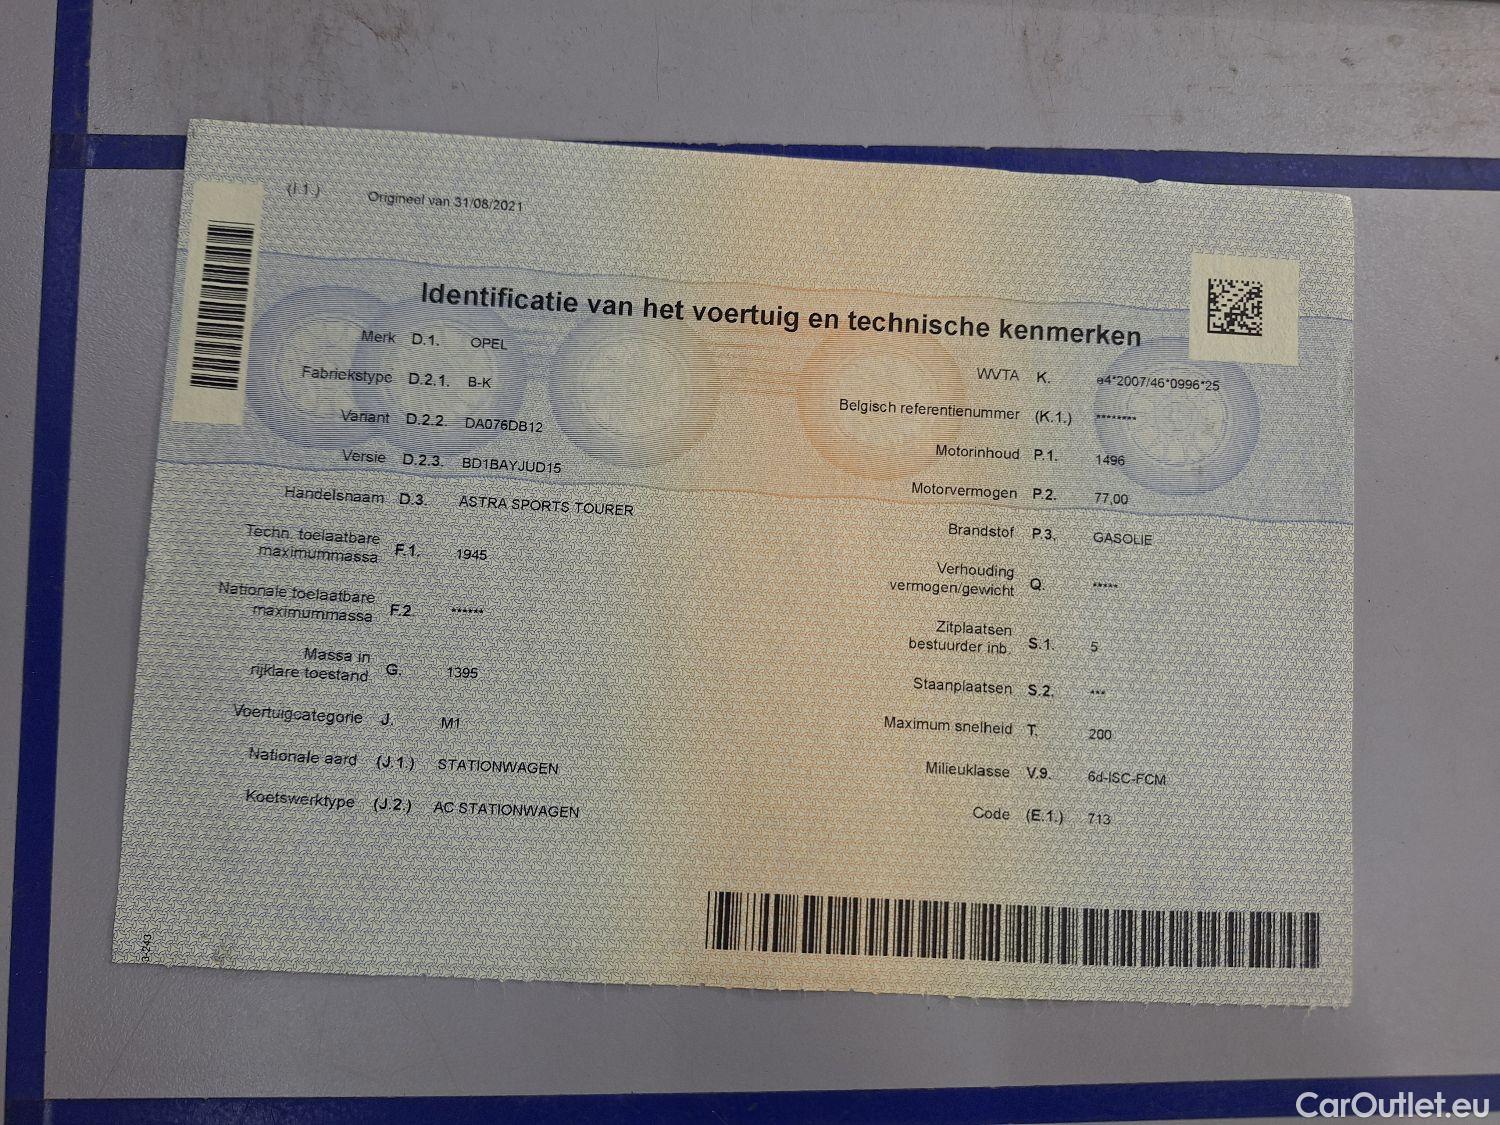 (I.1.) Origineel van 31/08/2021
Identificatie van het voertuig en technische kenmerken
Merk D.1. OPEL
Fabriekstype D.2.1. B-K
Variant D.2.2. DA076DB12
Versie D.2.3. BD1BAYJUD15
Handelsnaam D.3. ASTRA SPORTS TOURER
Techn. toelaatbare
maximummassa F.1. 1945
Nationale toelaatbare
maximummassa F.2. ******
Massa in
rijklare toestand G. 1395
Voertuigcategorie J. M1
Nationale aard (J.1.) STATIONWAGEN
Koetswerktype (J.2.) AC STATIONWAGEN
WVTA K. e4*2007/46*0996*25
Belgisch referentienummer (K.1.) ********
Motorinhoud P.1. 1496
Motorvermogen P.2. 77,00
Brandstof P.3. GASOLIE
Verhouding
vermogen/gewicht Q. *****
Zitplaatsen
bestuurder inb. S.1. 5
Staanplaatsen S.2. ***
Maximum snelheid T. 200
Milieuklasse V.9. 6d-ISC-FCM
Code (E.1.) 713
3-243
CarOutlet.eu